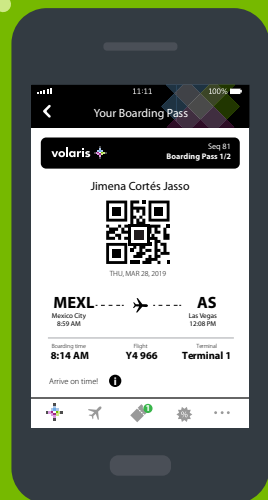 11:11 100%
Your Boarding Pass
volaris
Seq 81
Boarding Pass 1/2
Jimena Cortés Jasso
THU, MAR 28, 2019
MEXL AS
Mexico City Las Vegas
8:59 AM 12:08 PM
Boarding time Flight Terminal
8:14 AM Y4 966 Terminal 1
Arrive on time! i
1
%